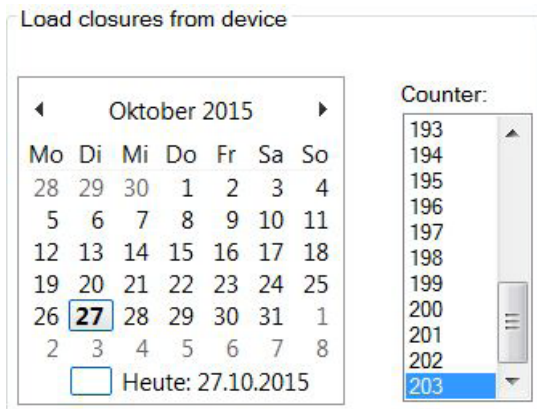 Load closures from device
Oktober 2015
Mo Di Mi Do Fr Sa So
28 29 30 1 2 3 4
5 6 7 8 9 10 11
12 13 14 15 16 17 18
19 20 21 22 23 24 25
26 27 28 29 30 31 1
2 3 4 5 6 7 8
Heute: 27.10.2015
Counter:
193
194
195
196
197
198
199
200
201
202
203